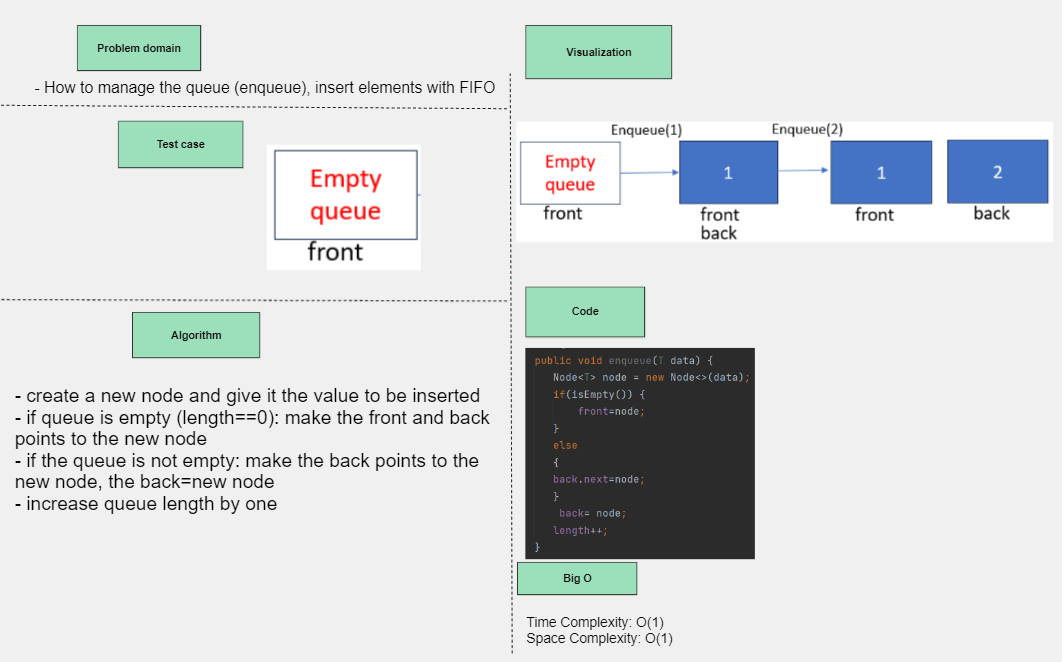 Problem domain
- How to manage the queue (enqueue), insert elements with FIFO
Test case
Empty
queue
front
Algorithm
- create a new node and give it the value to be inserted
- if queue is empty (length==0): make the front and back
points to the new node
- if the queue is not empty: make the back points to the
new node, the back=new node
- increase queue length by one
Visualization
Enqueue(1)
Enqueue(2)
Empty
queue
1
1
2
front
front
back
front
back
Code
public void enqueue(T data) {
Node<T> node = new Node<>(data);
if(isEmpty()) {
front=node;
}
else
{
back.next=node;
}
back= node;
length++;
}
Big O
Time Complexity: O(1)
Space Complexity: O(1)